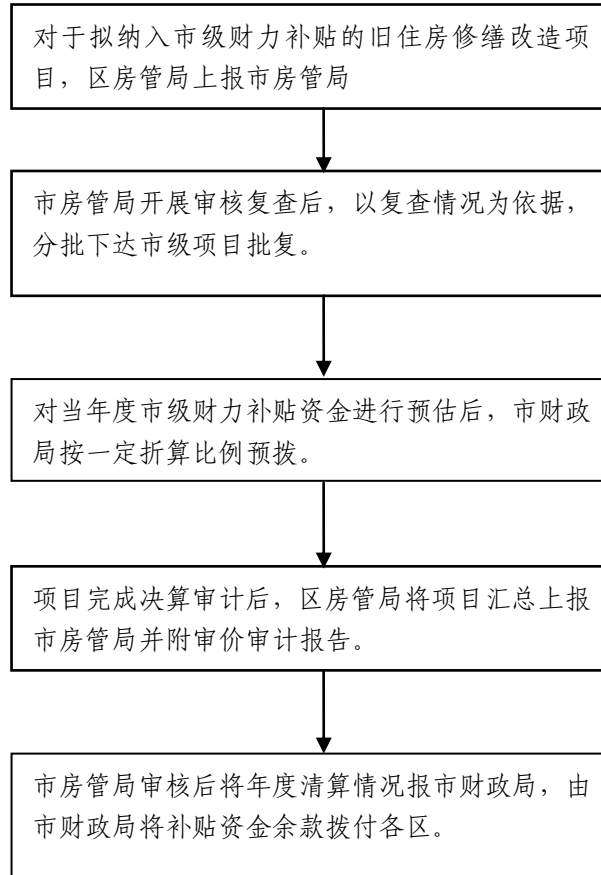 对于拟纳入市级财力补贴的旧住房修缮改造项
目，区房管局上报市房管局
市房管局开展审核复查后，以复查情况为依据，
分批下达市级项目批复。
对当年度市级财力补贴资金进行预估后，市财政
局按一定折算比例预拨。
项目完成决算审计后，区房管局将项目汇总上报
市房管局并附审价审计报告。
市房管局审核后将年度清算情况报市财政局，由
市财政局将补贴资金余款拨付各区。